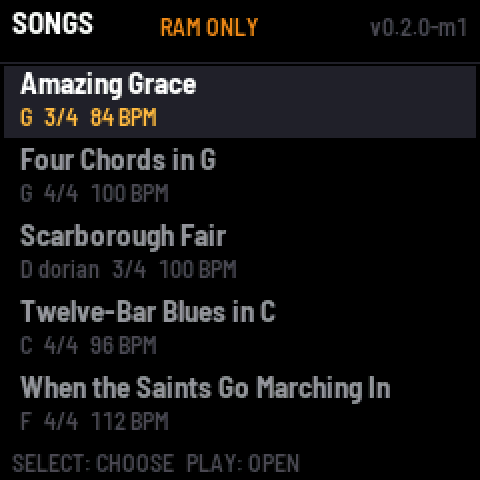 SONGS RAM ONLY v0.2.0-m1
Amazing Grace
G 3/4 84 BPM
Four Chords in G
G 4/4 100 BPM
Scarborough Fair
D dorian 3/4 100 BPM
Twelve-Bar Blues in C
C 4/4 96 BPM
When the Saints Go Marching In
F 4/4 112 BPM
SELECT: CHOOSE PLAY: OPEN